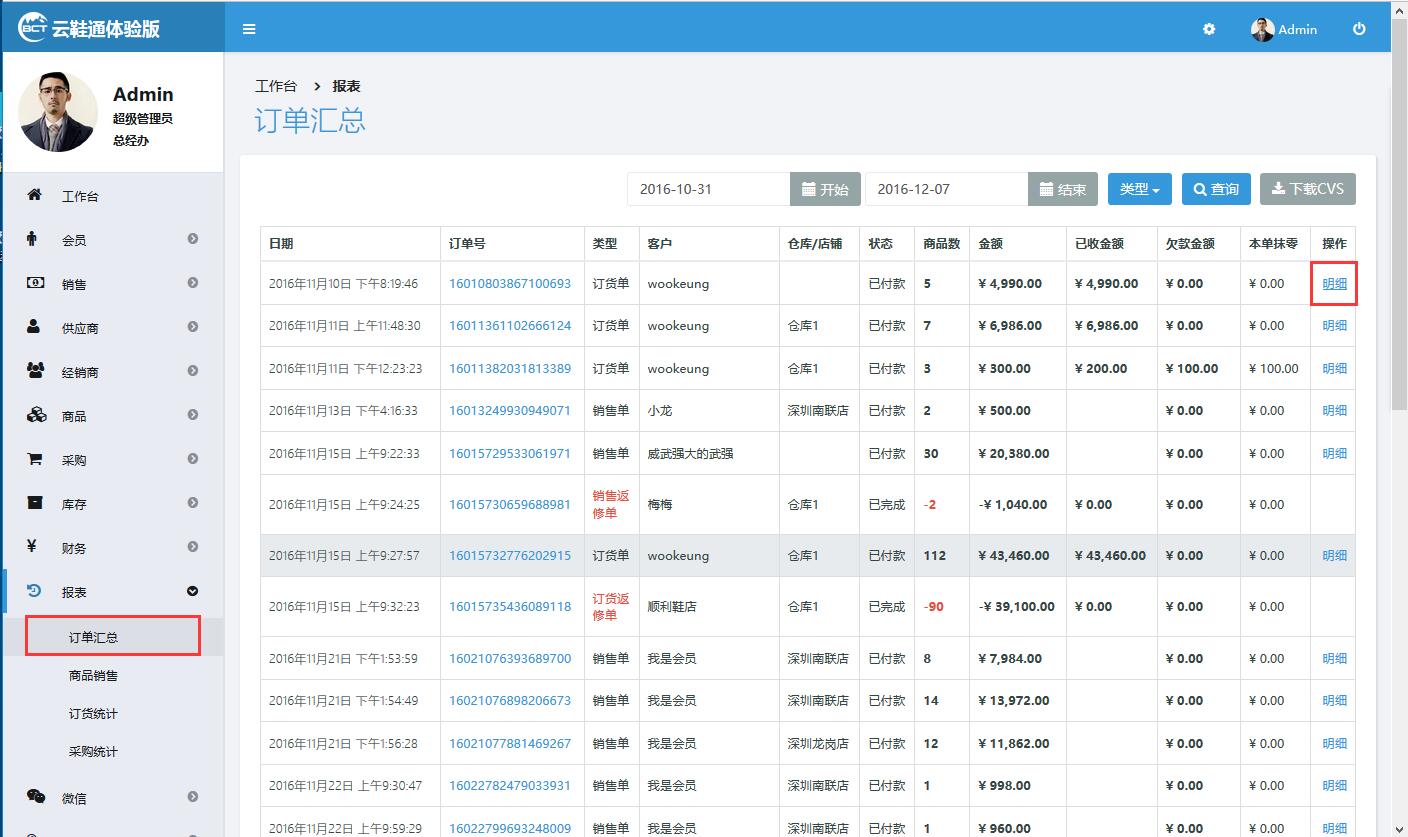 BCT 云鞋通体验版
Admin
Admin
超级管理员
总经办
工作台
会员
销售
供应商
经销商
商品
采购
库存
财务
报表
订单汇总
商品销售
订货统计
采购统计
微信
工作台 > 报表
订单汇总
2016-10-31 开始 2016-12-07 结束 类型 查询 下载CVS
日期 订单号 类型 客户 仓库/店铺 状态 商品数 金额 已收金额 欠款金额 本单抹零 操作
2016年11月10日 下午8:19:46 16010803867100693 订货单 wookeung 已付款 5 ¥ 4,990.00 ¥ 4,990.00 ¥ 0.00 ¥ 0.00 明细
2016年11月11日 上午11:48:30 16011361102666124 订货单 wookeung 仓库1 已付款 7 ¥ 6,986.00 ¥ 6,986.00 ¥ 0.00 ¥ 0.00 明细
2016年11月11日 下午12:23:23 16011382031813389 订货单 wookeung 仓库1 已付款 3 ¥ 300.00 ¥ 200.00 ¥ 100.00 ¥ 100.00 明细
2016年11月13日 下午4:16:33 16013249930949071 销售单 小龙 深圳南联店 已付款 2 ¥ 500.00 ¥ 0.00 ¥ 0.00 明细
2016年11月15日 上午9:22:33 16015729533061971 销售单 威武强大的武强 已付款 30 ¥ 20,380.00 ¥ 0.00 ¥ 0.00 明细
2016年11月15日 上午9:24:25 16015730659688981 销售返修单 梅梅 仓库1 已完成 -2 -¥ 1,040.00 ¥ 0.00 ¥ 0.00 ¥ 0.00
2016年11月15日 上午9:27:57 16015732776202915 订货单 wookeung 仓库1 已付款 112 ¥ 43,460.00 ¥ 43,460.00 ¥ 0.00 ¥ 0.00 明细
2016年11月15日 上午9:32:23 16015735436089118 订货返修单 顺利鞋店 仓库1 已完成 -90 -¥ 39,100.00 ¥ 0.00 ¥ 0.00 ¥ 0.00
2016年11月21日 下午1:53:59 16021076393689700 销售单 我是会员 深圳南联店 已付款 8 ¥ 7,984.00 ¥ 0.00 ¥ 0.00 明细
2016年11月21日 下午1:54:49 16021076898206673 销售单 我是会员 深圳南联店 已付款 14 ¥ 13,972.00 ¥ 0.00 ¥ 0.00 明细
2016年11月21日 下午1:56:28 16021077881469267 销售单 我是会员 深圳龙岗店 已付款 12 ¥ 11,862.00 ¥ 0.00 ¥ 0.00 明细
2016年11月22日 上午9:30:47 16022782479033931 销售单 我是会员 深圳南联店 已付款 1 ¥ 998.00 ¥ 0.00 ¥ 0.00 明细
2016年11月22日 上午9:59:29 16022799693248009 销售单 我是会员 深圳南联店 已付款 1 ¥ 960.00 ¥ 0.00 ¥ 0.00 明细